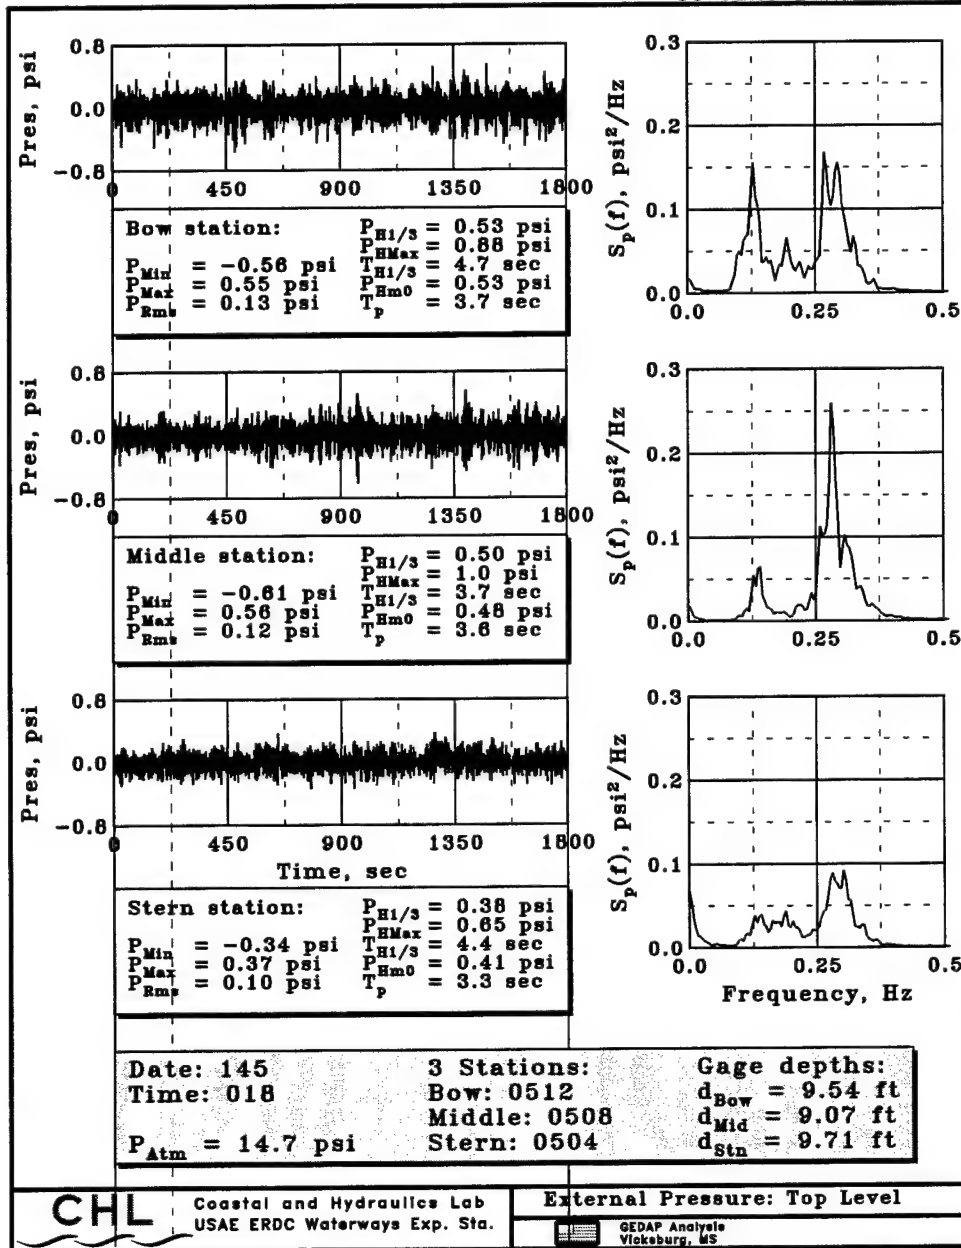 Pres, psi
0.8
0.0
-0.8
0 450 900 1350 1800
S_p(f), psi²/Hz
0.3
0.2
0.1
0.0
0.0 0.25 0.5
Bow station:
P_Min = -0.56 psi
P_Max = 0.55 psi
P_Rms = 0.13 psi
P_H1/3 = 0.53 psi
P_HMax = 0.88 psi
T_H1/3 = 4.7 sec
P_Hm0 = 0.53 psi
T_p = 3.7 sec
Pres, psi
0.8
0.0
-0.8
0 450 900 1350 1800
S_p(f), psi²/Hz
0.3
0.2
0.1
0.0
0.0 0.25 0.5
Middle station:
P_Min = -0.61 psi
P_Max = 0.56 psi
P_Rms = 0.12 psi
P_H1/3 = 0.50 psi
P_HMax = 1.0 psi
T_H1/3 = 3.7 sec
P_Hm0 = 0.48 psi
T_p = 3.6 sec
Pres, psi
0.8
0.0
-0.8
0 450 900 1350 1800
Time, sec
S_p(f), psi²/Hz
0.3
0.2
0.1
0.0
0.0 0.25 0.5
Frequency, Hz
Stern station:
P_Min = -0.34 psi
P_Max = 0.37 psi
P_Rms = 0.10 psi
P_H1/3 = 0.38 psi
P_HMax = 0.65 psi
T_H1/3 = 4.4 sec
P_Hm0 = 0.41 psi
T_p = 3.3 sec
Date: 145
Time: 018
P_Atm = 14.7 psi
3 Stations:
Bow: 0512
Middle: 0508
Stern: 0504
Gage depths:
d_Bow = 9.54 ft
d_Mid = 9.07 ft
d_Stn = 9.71 ft
CHL
Coastal and Hydraulics Lab
USAE ERDC Waterways Exp. Sta.
External Pressure: Top Level
GEDAP Analysis
Vicksburg, MS